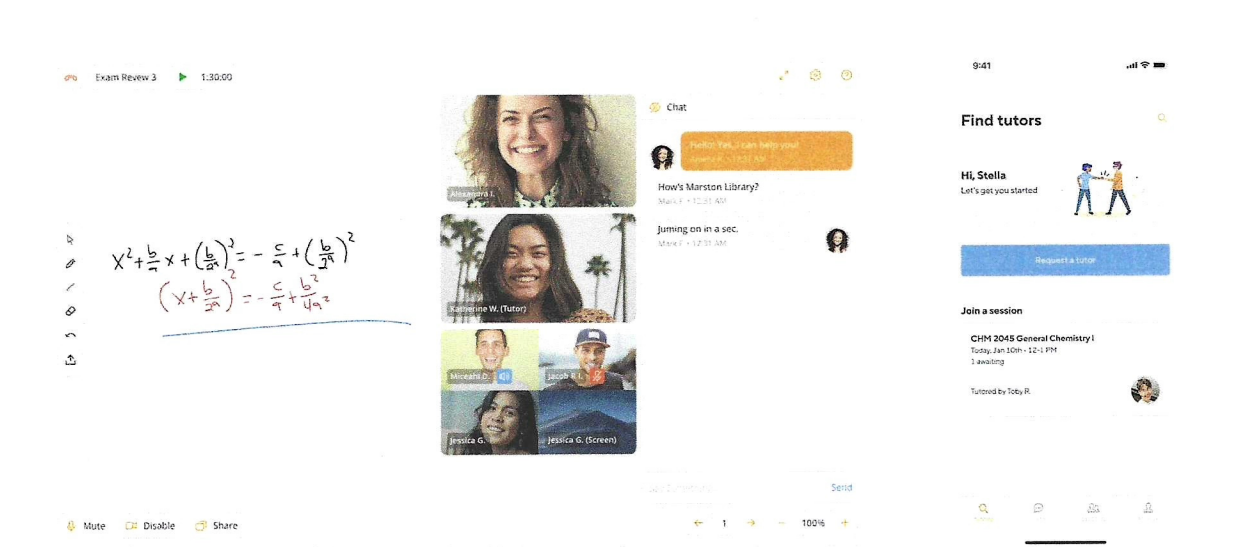 Exam Revew 3
1:30:00
x² + b/a x + (b/2a)² = - c/a + (b/2a)²
(x + b/2a)² = - c/a + b²/4a²
Alexandra I.
Katherine W. (Tutor)
Miceahl D.
Jacob R I.
Jessica G.
Jessica G. (Screen)
Mute
Disable
Share
Chat
Hello! Yes, I can help you!
12:31 AM
How's Marston Library?
Mark F • 12:31 AM
Juming on in a sec.
Mark F • 12:31 AM
Send
1
100%
9:41
Find tutors
Hi, Stella
Let's get you started
Request a tutor
Join a session
CHM 2045 General Chemistry I
Today, Jan 10th • 12-1 PM
1 awaiting
Tutored by Toby R.